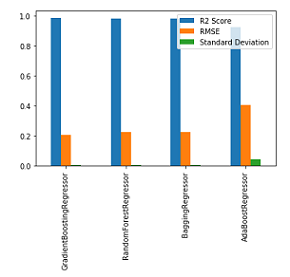 1.0
R2 Score
RMSE
Standard Deviation
0.8
0.6
0.4
0.2
0.0
GradientBoostingRegressor
RandomForestRegressor
BaggingRegressor
AdaBoostRegressor